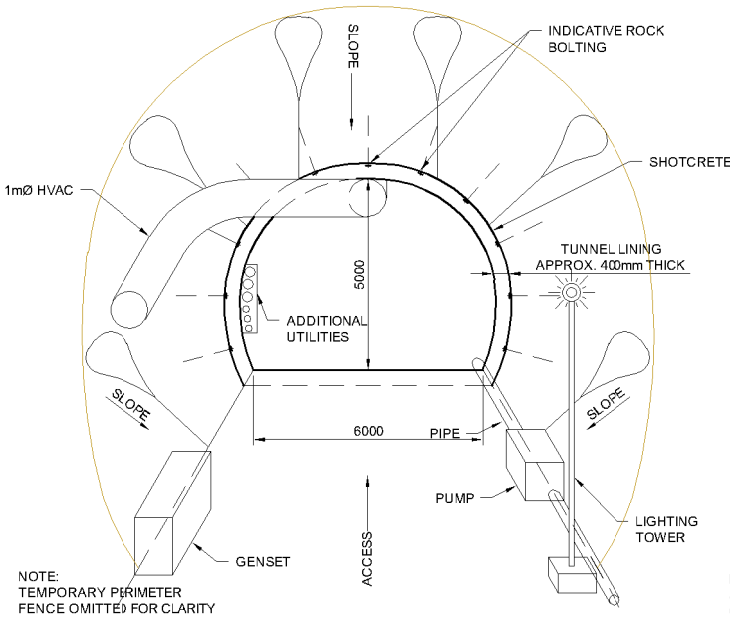 SLOPE
INDICATIVE ROCK
BOLTING
SHOTCRETE
1mØ HVAC
TUNNEL LINING
APPROX. 400mm THICK
5000
ADDITIONAL
UTILITIES
SLOPE
SLOPE
6000
PIPE
PUMP
LIGHTING
TOWER
GENSET
ACCESS
NOTE:
TEMPORARY PERIMETER
FENCE OMITTED FOR CLARITY